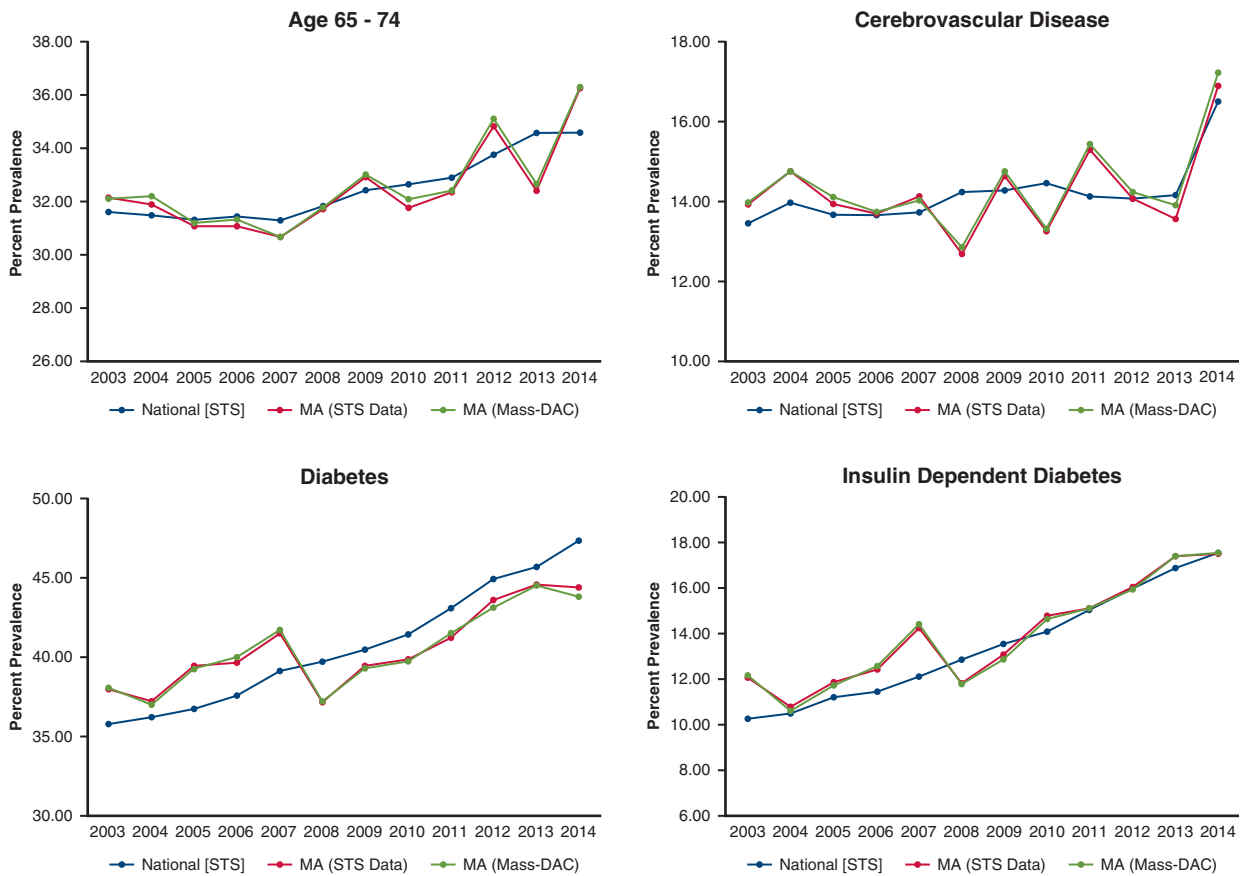 Age 65 - 74
38.00
36.00
34.00
32.00
30.00
28.00
26.00
Percent Prevalence
2003 2004 2005 2006 2007 2008 2009 2010 2011 2012 2013 2014
National [STS] MA (STS Data) MA (Mass-DAC)
Cerebrovascular Disease
18.00
16.00
14.00
12.00
10.00
Percent Prevalence
2003 2004 2005 2006 2007 2008 2009 2010 2011 2012 2013 2014
National [STS] MA (STS Data) MA (Mass-DAC)
Diabetes
50.00
45.00
40.00
35.00
30.00
Percent Prevalence
2003 2004 2005 2006 2007 2008 2009 2010 2011 2012 2013 2014
National [STS] MA (STS Data) MA (Mass-DAC)
Insulin Dependent Diabetes
20.00
18.00
16.00
14.00
12.00
10.00
8.00
6.00
Percent Prevalence
2003 2004 2005 2006 2007 2008 2009 2010 2011 2012 2013 2014
National [STS] MA (STS Data) MA (Mass-DAC)